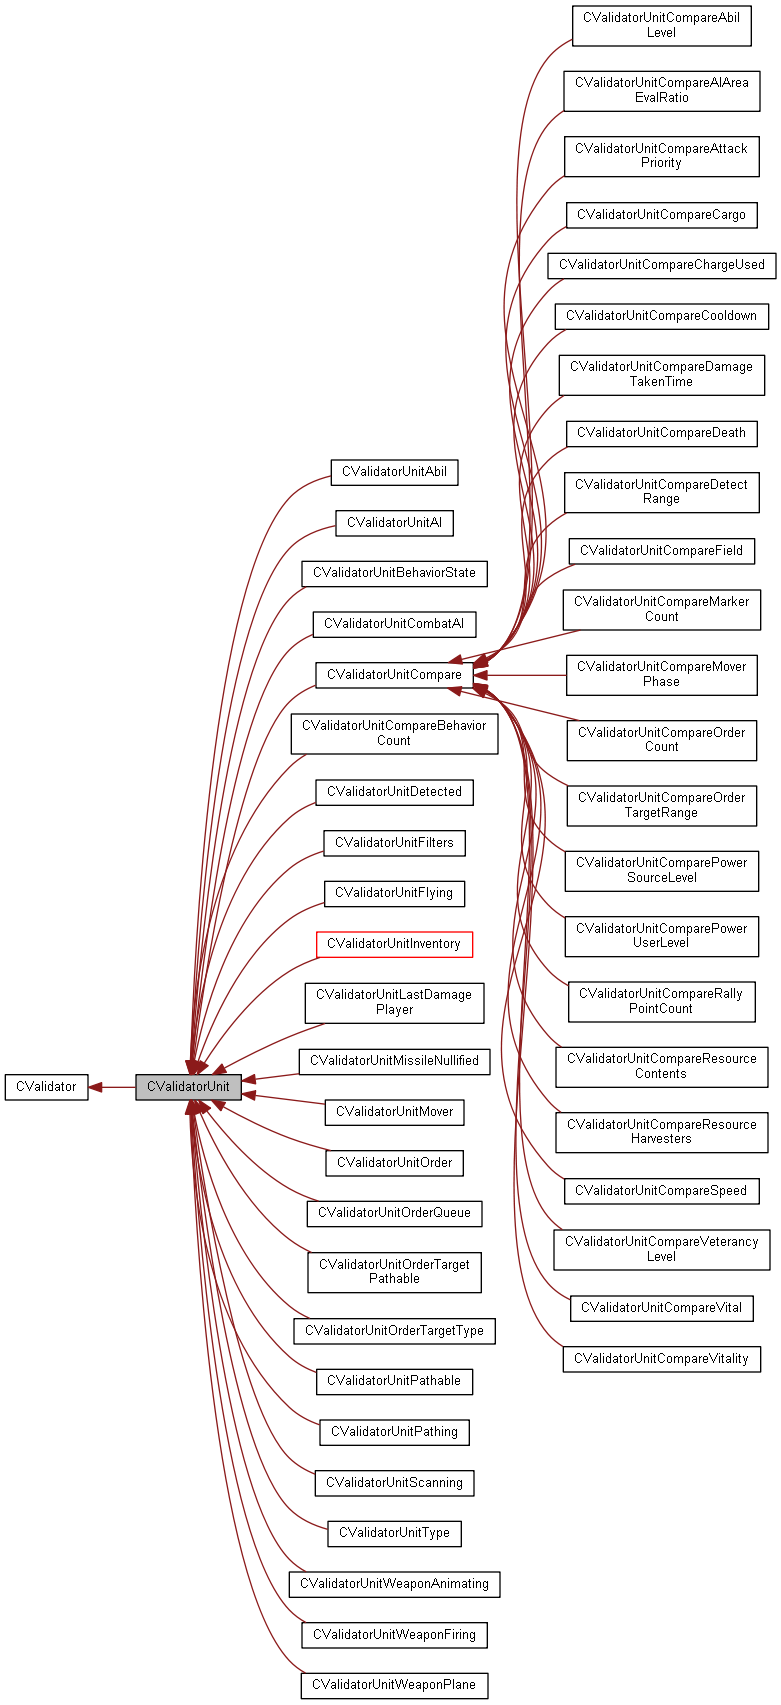 CValidator
CValidatorUnit
CValidatorUnitAbil
CValidatorUnitAI
CValidatorUnitBehaviorState
CValidatorUnitCombatAI
CValidatorUnitCompare
CValidatorUnitCompareBehavior
Count
CValidatorUnitDetected
CValidatorUnitFilters
CValidatorUnitFlying
CValidatorUnitInventory
CValidatorUnitLastDamage
Player
CValidatorUnitMissileNullified
CValidatorUnitMover
CValidatorUnitOrder
CValidatorUnitOrderQueue
CValidatorUnitOrderTarget
Pathable
CValidatorUnitOrderTargetType
CValidatorUnitPathable
CValidatorUnitPathing
CValidatorUnitScanning
CValidatorUnitType
CValidatorUnitWeaponAnimating
CValidatorUnitWeaponFiring
CValidatorUnitWeaponPlane
CValidatorUnitCompareAbil
Level
CValidatorUnitCompareAIArea
EvalRatio
CValidatorUnitCompareAttack
Priority
CValidatorUnitCompareCargo
CValidatorUnitCompareChargeUsed
CValidatorUnitCompareCooldown
CValidatorUnitCompareDamage
TakenTime
CValidatorUnitCompareDeath
CValidatorUnitCompareDetect
Range
CValidatorUnitCompareField
CValidatorUnitCompareMarker
Count
CValidatorUnitCompareMover
Phase
CValidatorUnitCompareOrder
Count
CValidatorUnitCompareOrder
TargetRange
CValidatorUnitComparePower
SourceLevel
CValidatorUnitComparePower
UserLevel
CValidatorUnitCompareRally
PointCount
CValidatorUnitCompareResource
Contents
CValidatorUnitCompareResource
Harvesters
CValidatorUnitCompareSpeed
CValidatorUnitCompareVeterancy
Level
CValidatorUnitCompareVital
CValidatorUnitCompareVitality